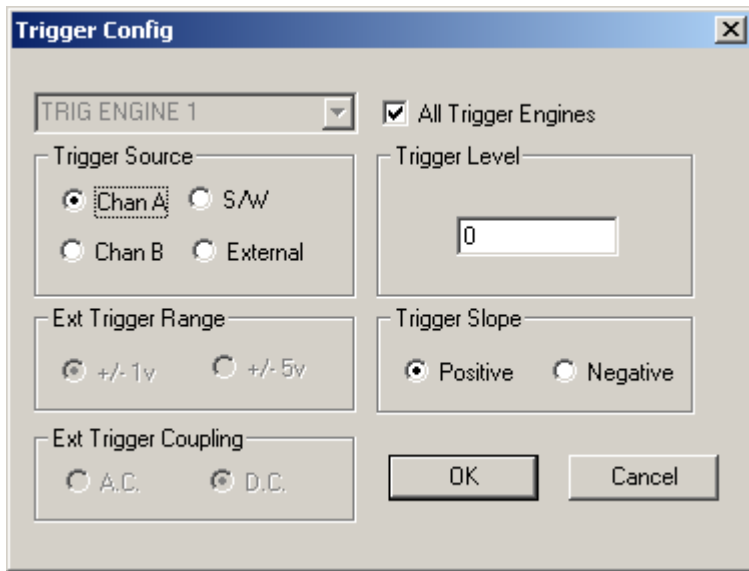 Trigger Config
TRIG ENGINE 1
All Trigger Engines
Trigger Source
Chan A
S/W
Chan B
External
Trigger Level
0
Ext Trigger Range
+/- 1v
+/- 5v
Trigger Slope
Positive
Negative
Ext Trigger Coupling
A.C.
D.C.
OK
Cancel